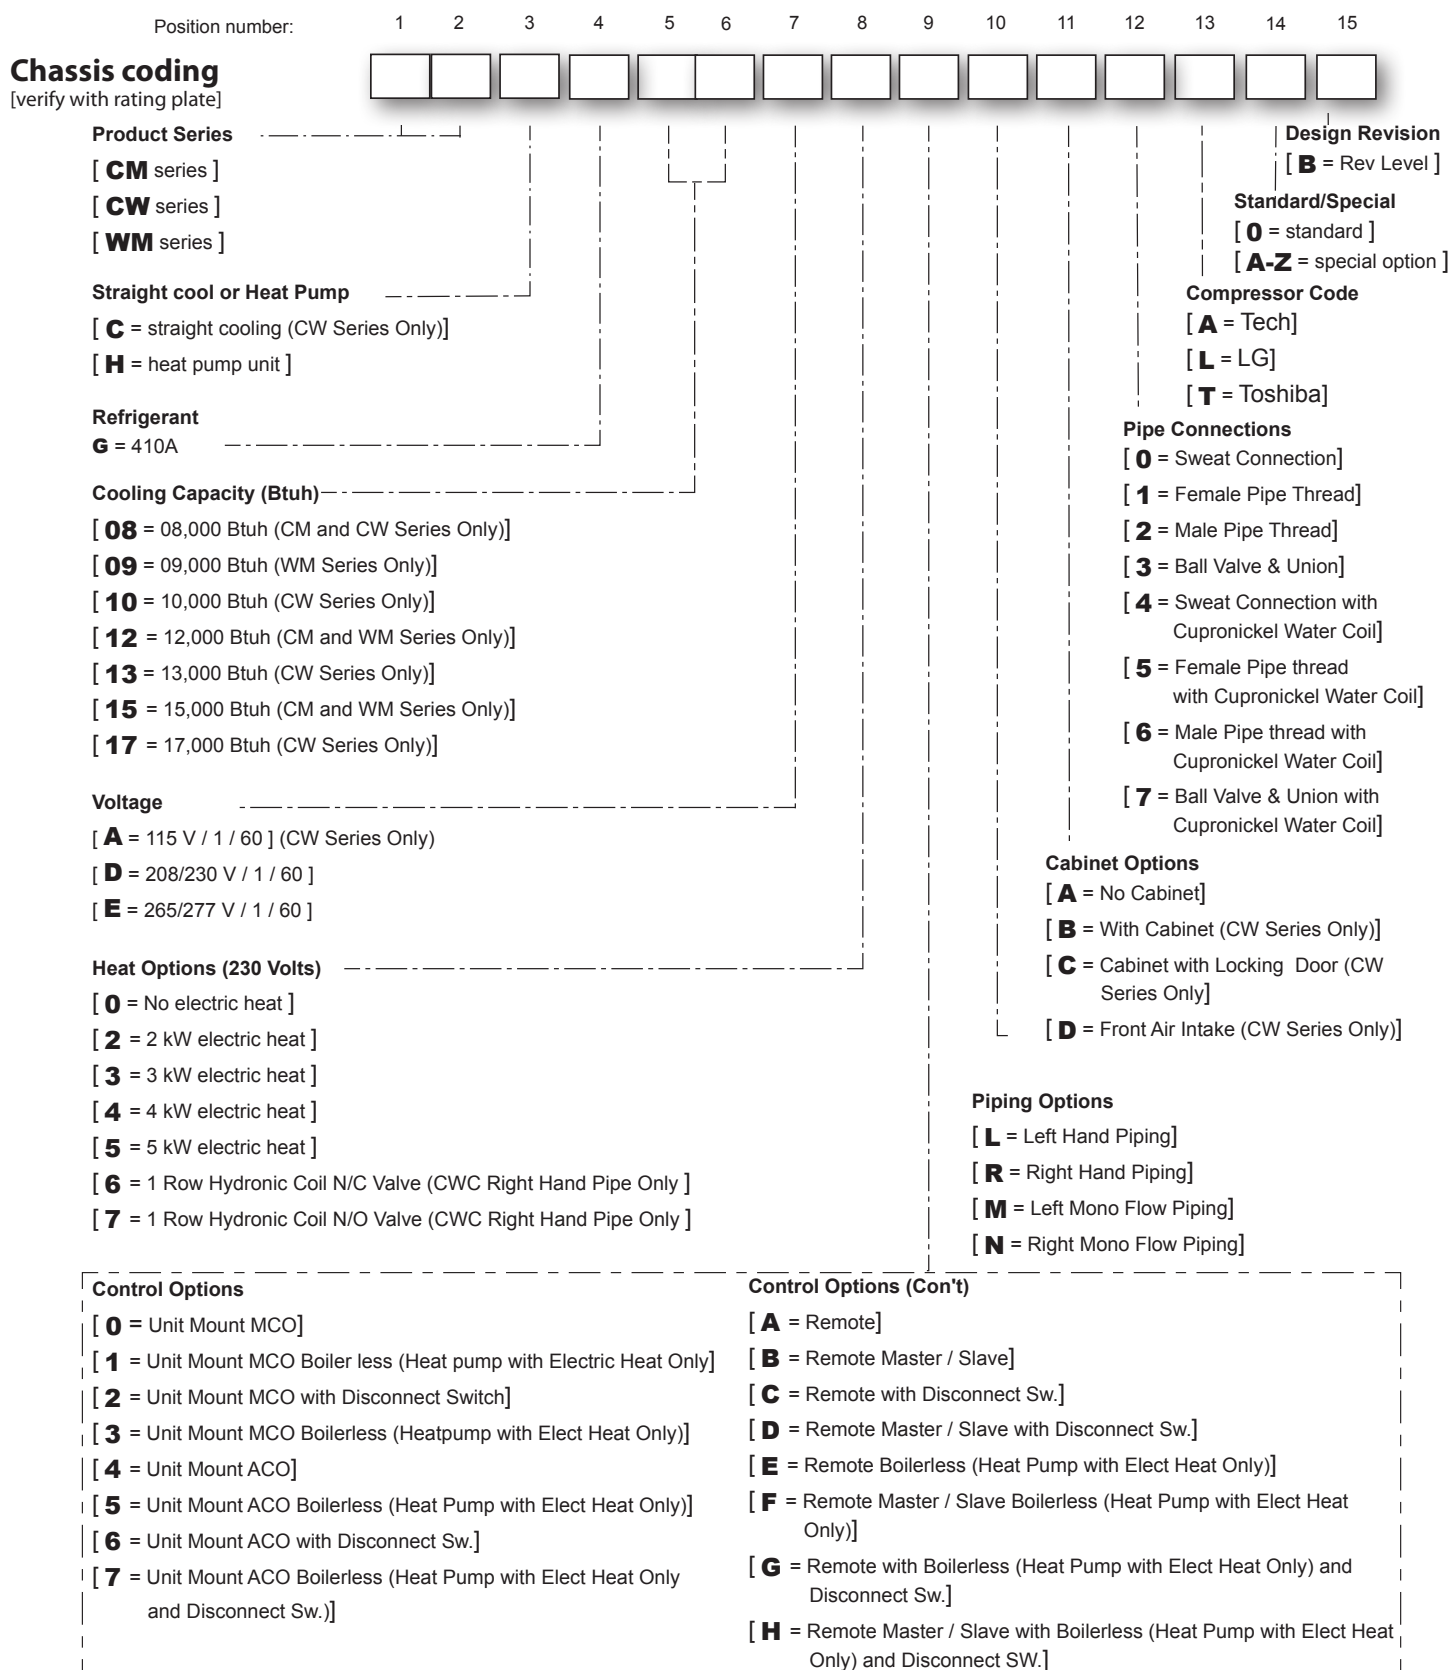 Position number: 1 2 3 4 5 6 7 8 9 10 11 12 13 14 15
Chassis coding
[verify with rating plate]
Product Series
[ CM series ]
[ CW series ]
[ WM series ]
Straight cool or Heat Pump
[ C = straight cooling (CW Series Only)]
[ H = heat pump unit ]
Refrigerant
G = 410A
Cooling Capacity (Btuh)
[ 08 = 08,000 Btuh (CM and CW Series Only)]
[ 09 = 09,000 Btuh (WM Series Only)]
[ 10 = 10,000 Btuh (CW Series Only)]
[ 12 = 12,000 Btuh (CM and WM Series Only)]
[ 13 = 13,000 Btuh (CW Series Only)]
[ 15 = 15,000 Btuh (CM and WM Series Only)]
[ 17 = 17,000 Btuh (CW Series Only)]
Voltage
[ A = 115 V / 1 / 60 ] (CW Series Only)
[ D = 208/230 V / 1 / 60 ]
[ E = 265/277 V / 1 / 60 ]
Heat Options (230 Volts)
[ 0 = No electric heat ]
[ 2 = 2 kW electric heat ]
[ 3 = 3 kW electric heat ]
[ 4 = 4 kW electric heat ]
[ 5 = 5 kW electric heat ]
[ 6 = 1 Row Hydronic Coil N/C Valve (CWC Right Hand Pipe Only ]
[ 7 = 1 Row Hydronic Coil N/O Valve (CWC Right Hand Pipe Only ]
Design Revision
[ B = Rev Level ]
Standard/Special
[ 0 = standard ]
[ A-Z = special option ]
Compressor Code
[ A = Tech]
[ L = LG]
[ T = Toshiba]
Pipe Connections
[ 0 = Sweat Connection]
[ 1 = Female Pipe Thread]
[ 2 = Male Pipe Thread]
[ 3 = Ball Valve & Union]
[ 4 = Sweat Connection with
Cupronickel Water Coil]
[ 5 = Female Pipe thread
with Cupronickel Water Coil]
[ 6 = Male Pipe thread with
Cupronickel Water Coil]
[ 7 = Ball Valve & Union with
Cupronickel Water Coil]
Cabinet Options
[ A = No Cabinet]
[ B = With Cabinet (CW Series Only)]
[ C = Cabinet with Locking Door (CW
Series Only]
[ D = Front Air Intake (CW Series Only)]
Piping Options
[ L = Left Hand Piping]
[ R = Right Hand Piping]
[ M = Left Mono Flow Piping]
[ N = Right Mono Flow Piping]
Control Options
[ 0 = Unit Mount MCO]
[ 1 = Unit Mount MCO Boiler less (Heat pump with Electric Heat Only]
[ 2 = Unit Mount MCO with Disconnect Switch]
[ 3 = Unit Mount MCO Boilerless (Heatpump with Elect Heat Only)]
[ 4 = Unit Mount ACO]
[ 5 = Unit Mount ACO Boilerless (Heat Pump with Elect Heat Only)]
[ 6 = Unit Mount ACO with Disconnect Sw.]
[ 7 = Unit Mount ACO Boilerless (Heat Pump with Elect Heat Only
and Disconnect Sw.)]
Control Options (Con't)
[ A = Remote]
[ B = Remote Master / Slave]
[ C = Remote with Disconnect Sw.]
[ D = Remote Master / Slave with Disconnect Sw.]
[ E = Remote Boilerless (Heat Pump with Elect Heat Only)]
[ F = Remote Master / Slave Boilerless (Heat Pump with Elect Heat
Only)]
[ G = Remote with Boilerless (Heat Pump with Elect Heat Only) and
Disconnect Sw.]
[ H = Remote Master / Slave with Boilerless (Heat Pump with Elect Heat
Only) and Disconnect SW.]